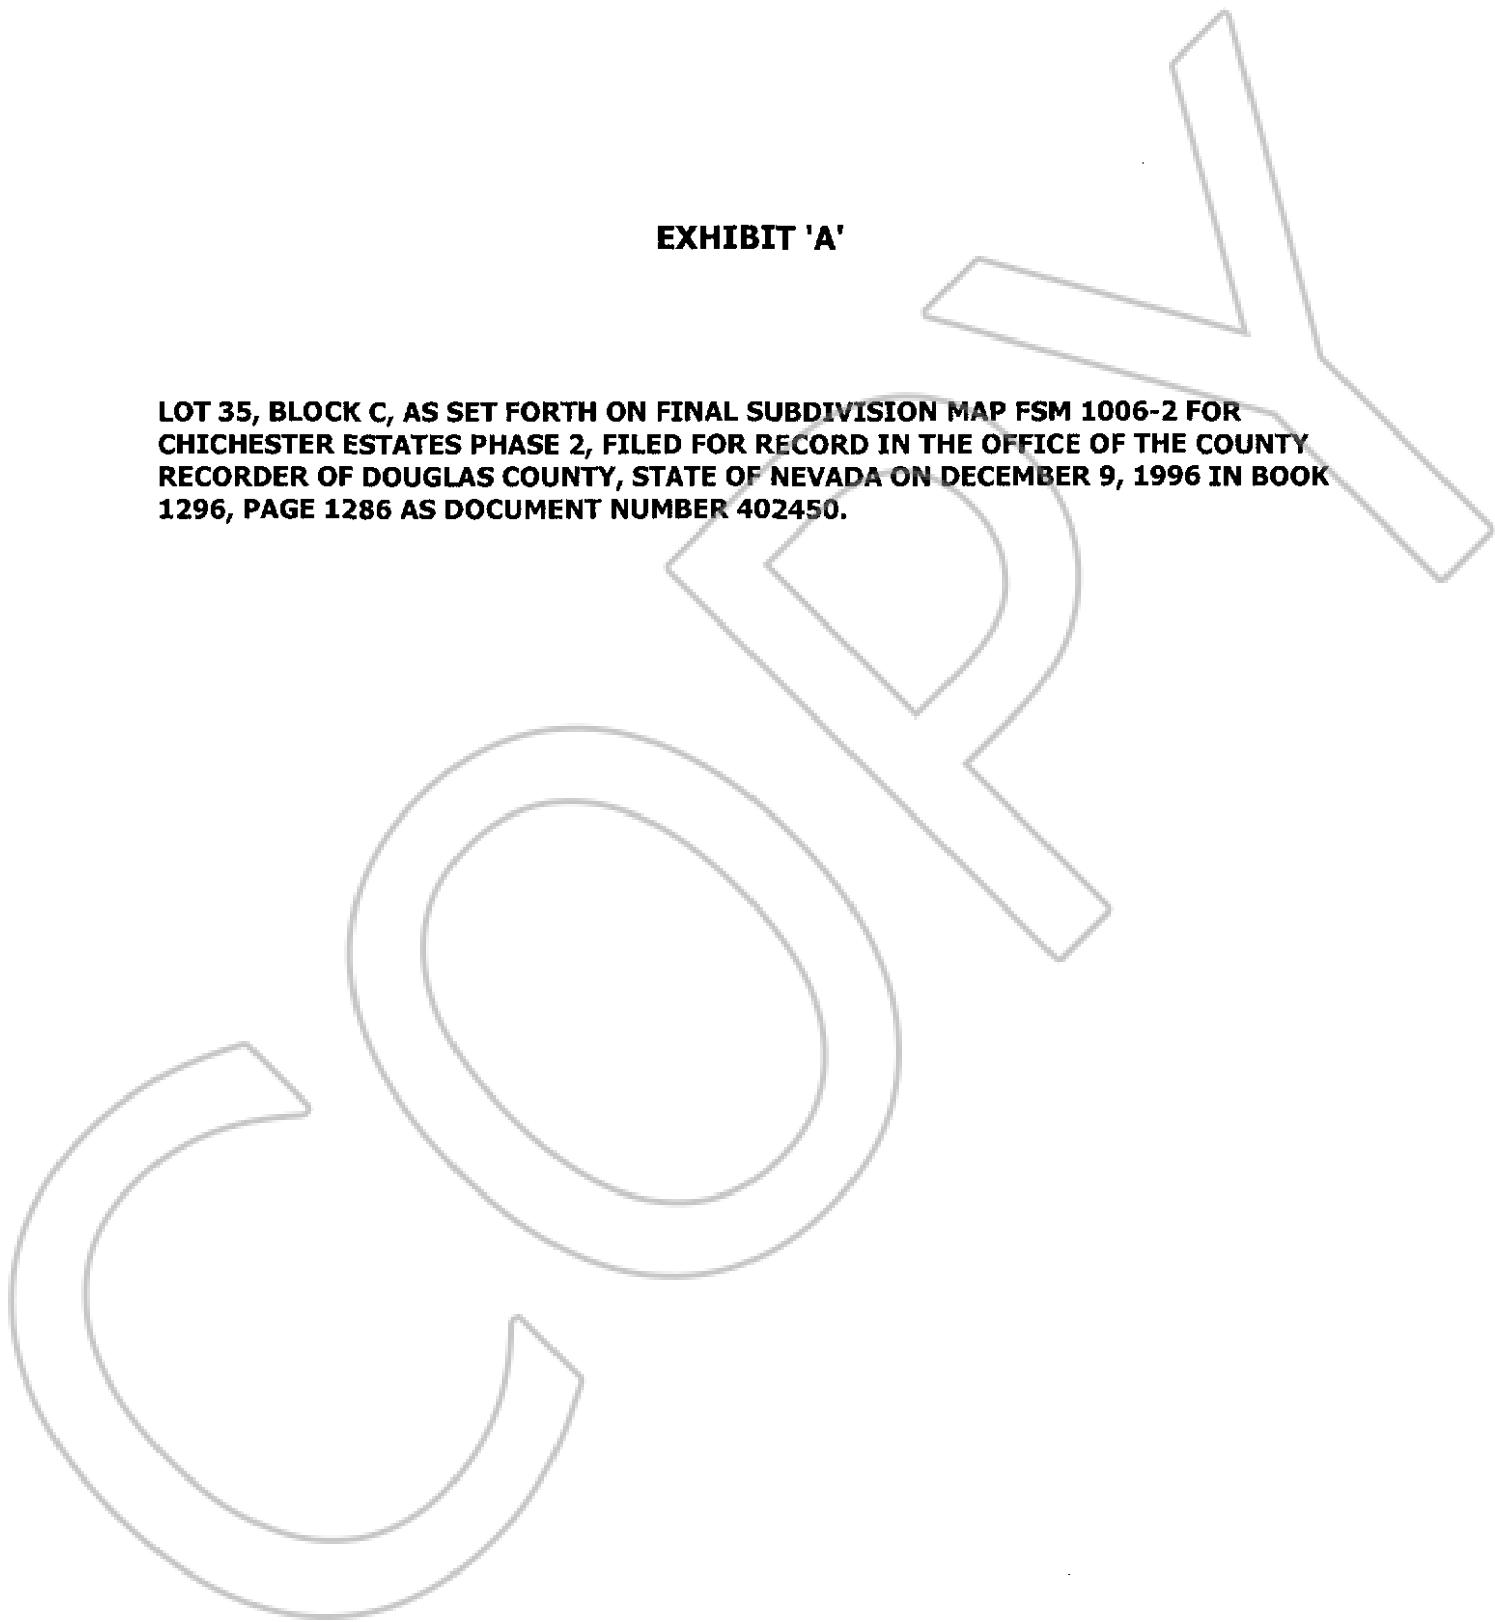 EXHIBIT 'A'
LOT 35, BLOCK C, AS SET FORTH ON FINAL SUBDIVISION MAP FSM 1006-2 FOR
CHICHESTER ESTATES PHASE 2, FILED FOR RECORD IN THE OFFICE OF THE COUNTY
RECORDER OF DOUGLAS COUNTY, STATE OF NEVADA ON DECEMBER 9, 1996 IN BOOK
1296, PAGE 1286 AS DOCUMENT NUMBER 402450.
COPY